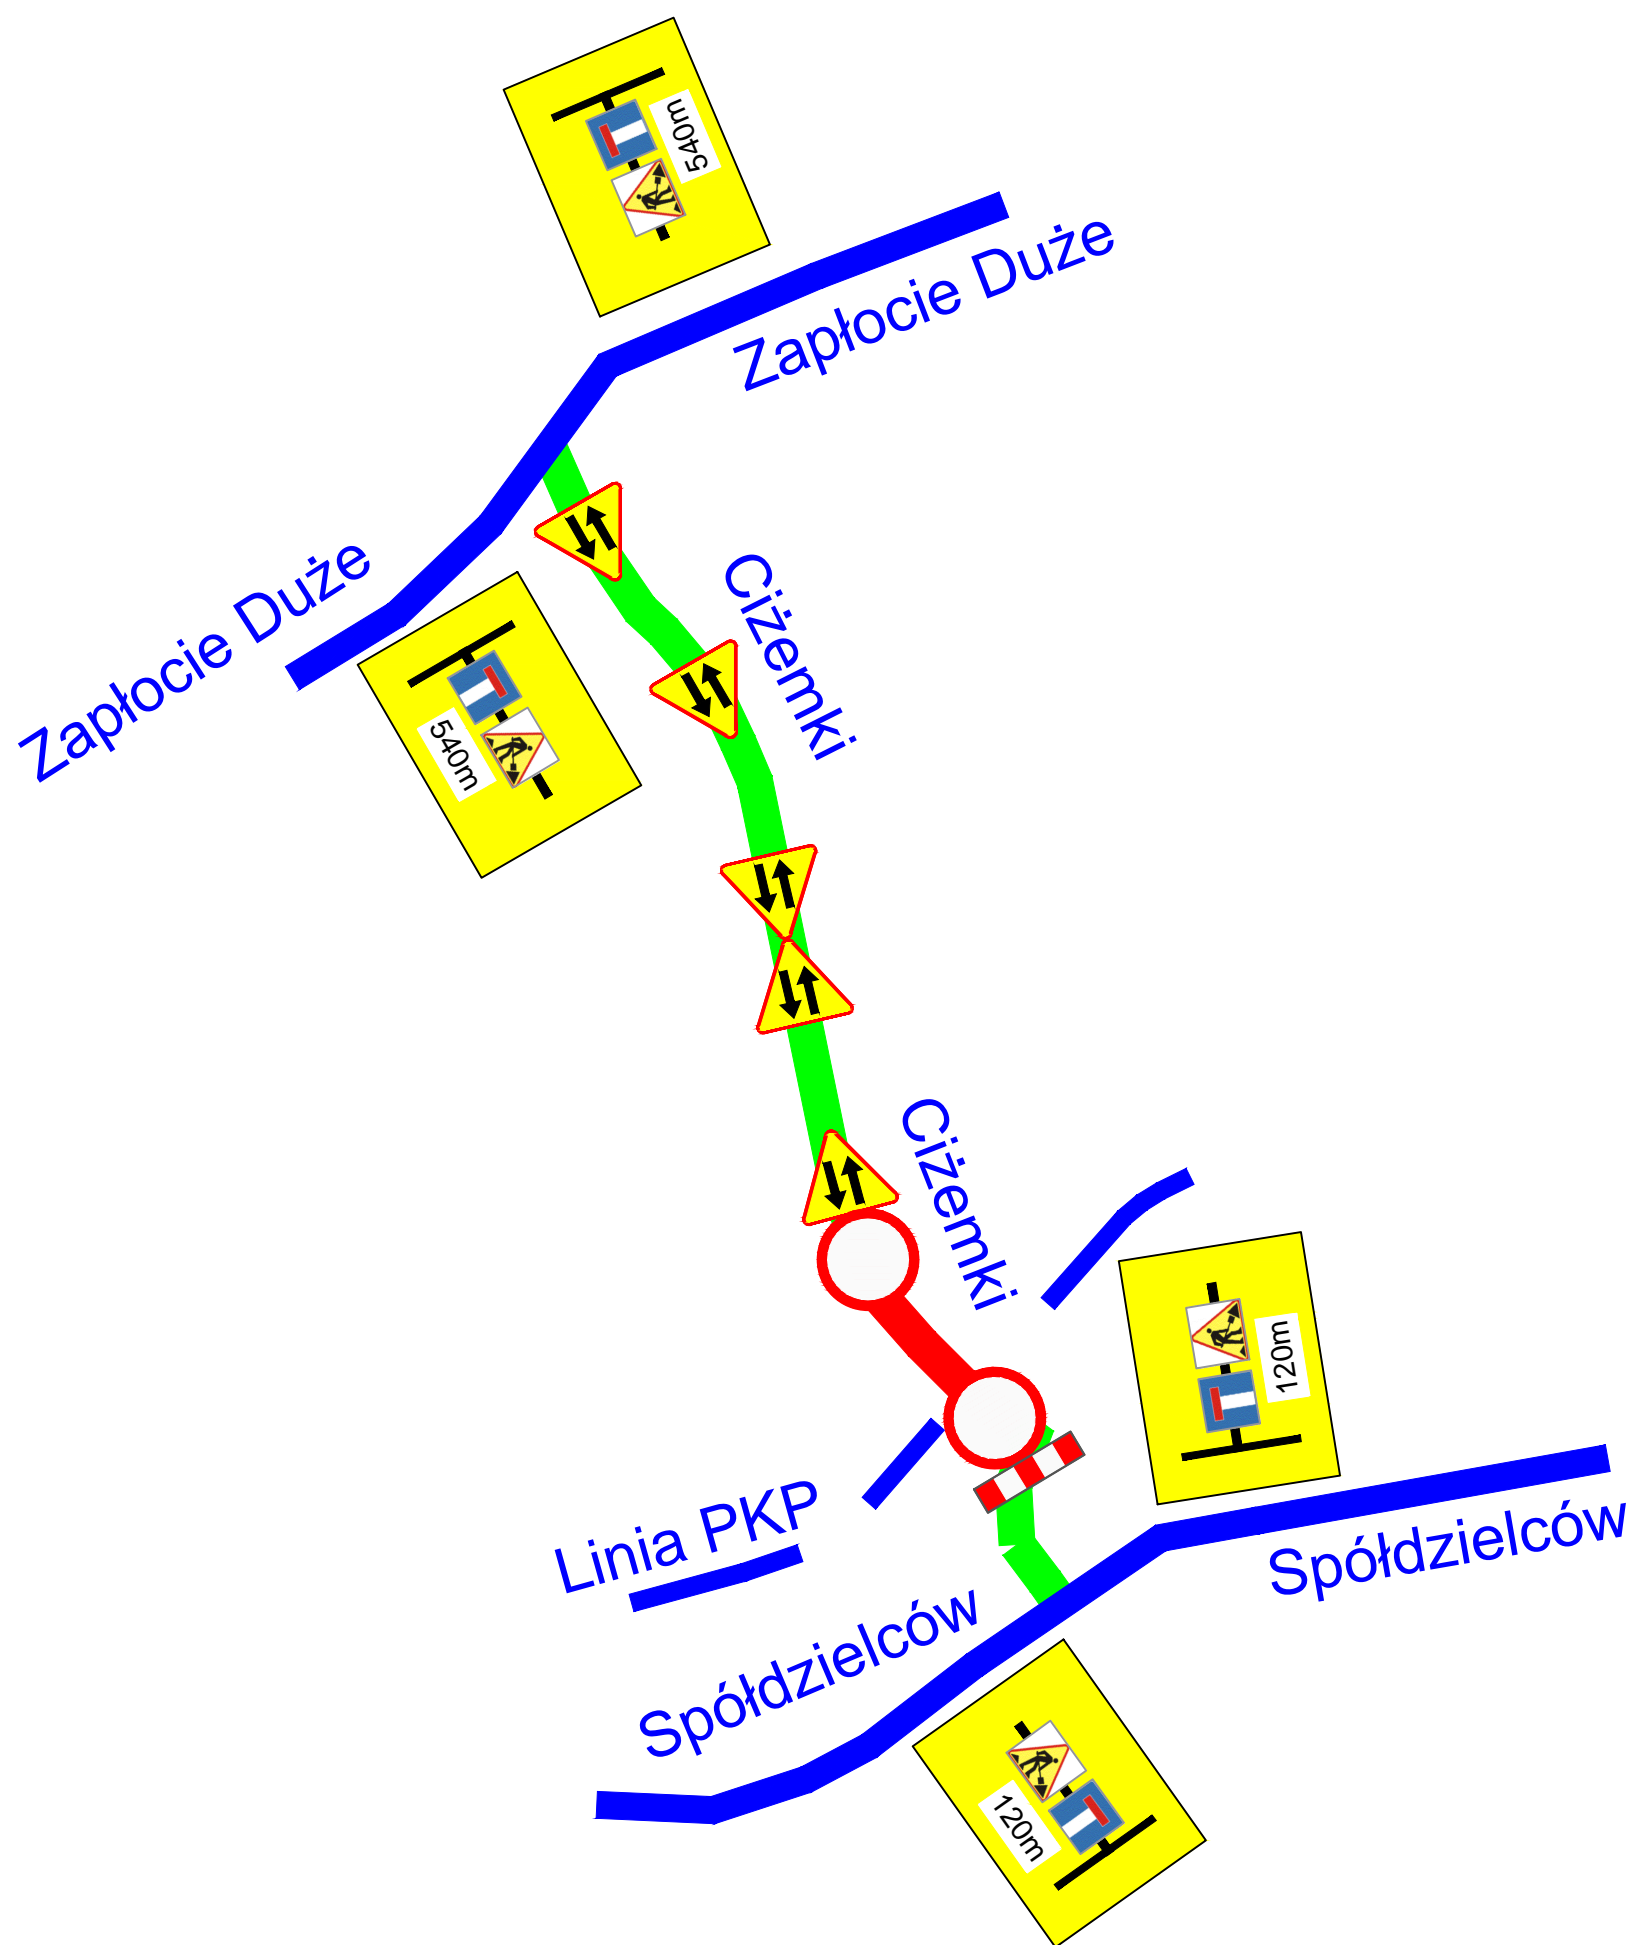 540m
Zapłocie Duże
Zapłocie Duże
540m
Ciżemki
Ciżemki
120m
Linia PKP
Spółdzielców
Spółdzielców
120m